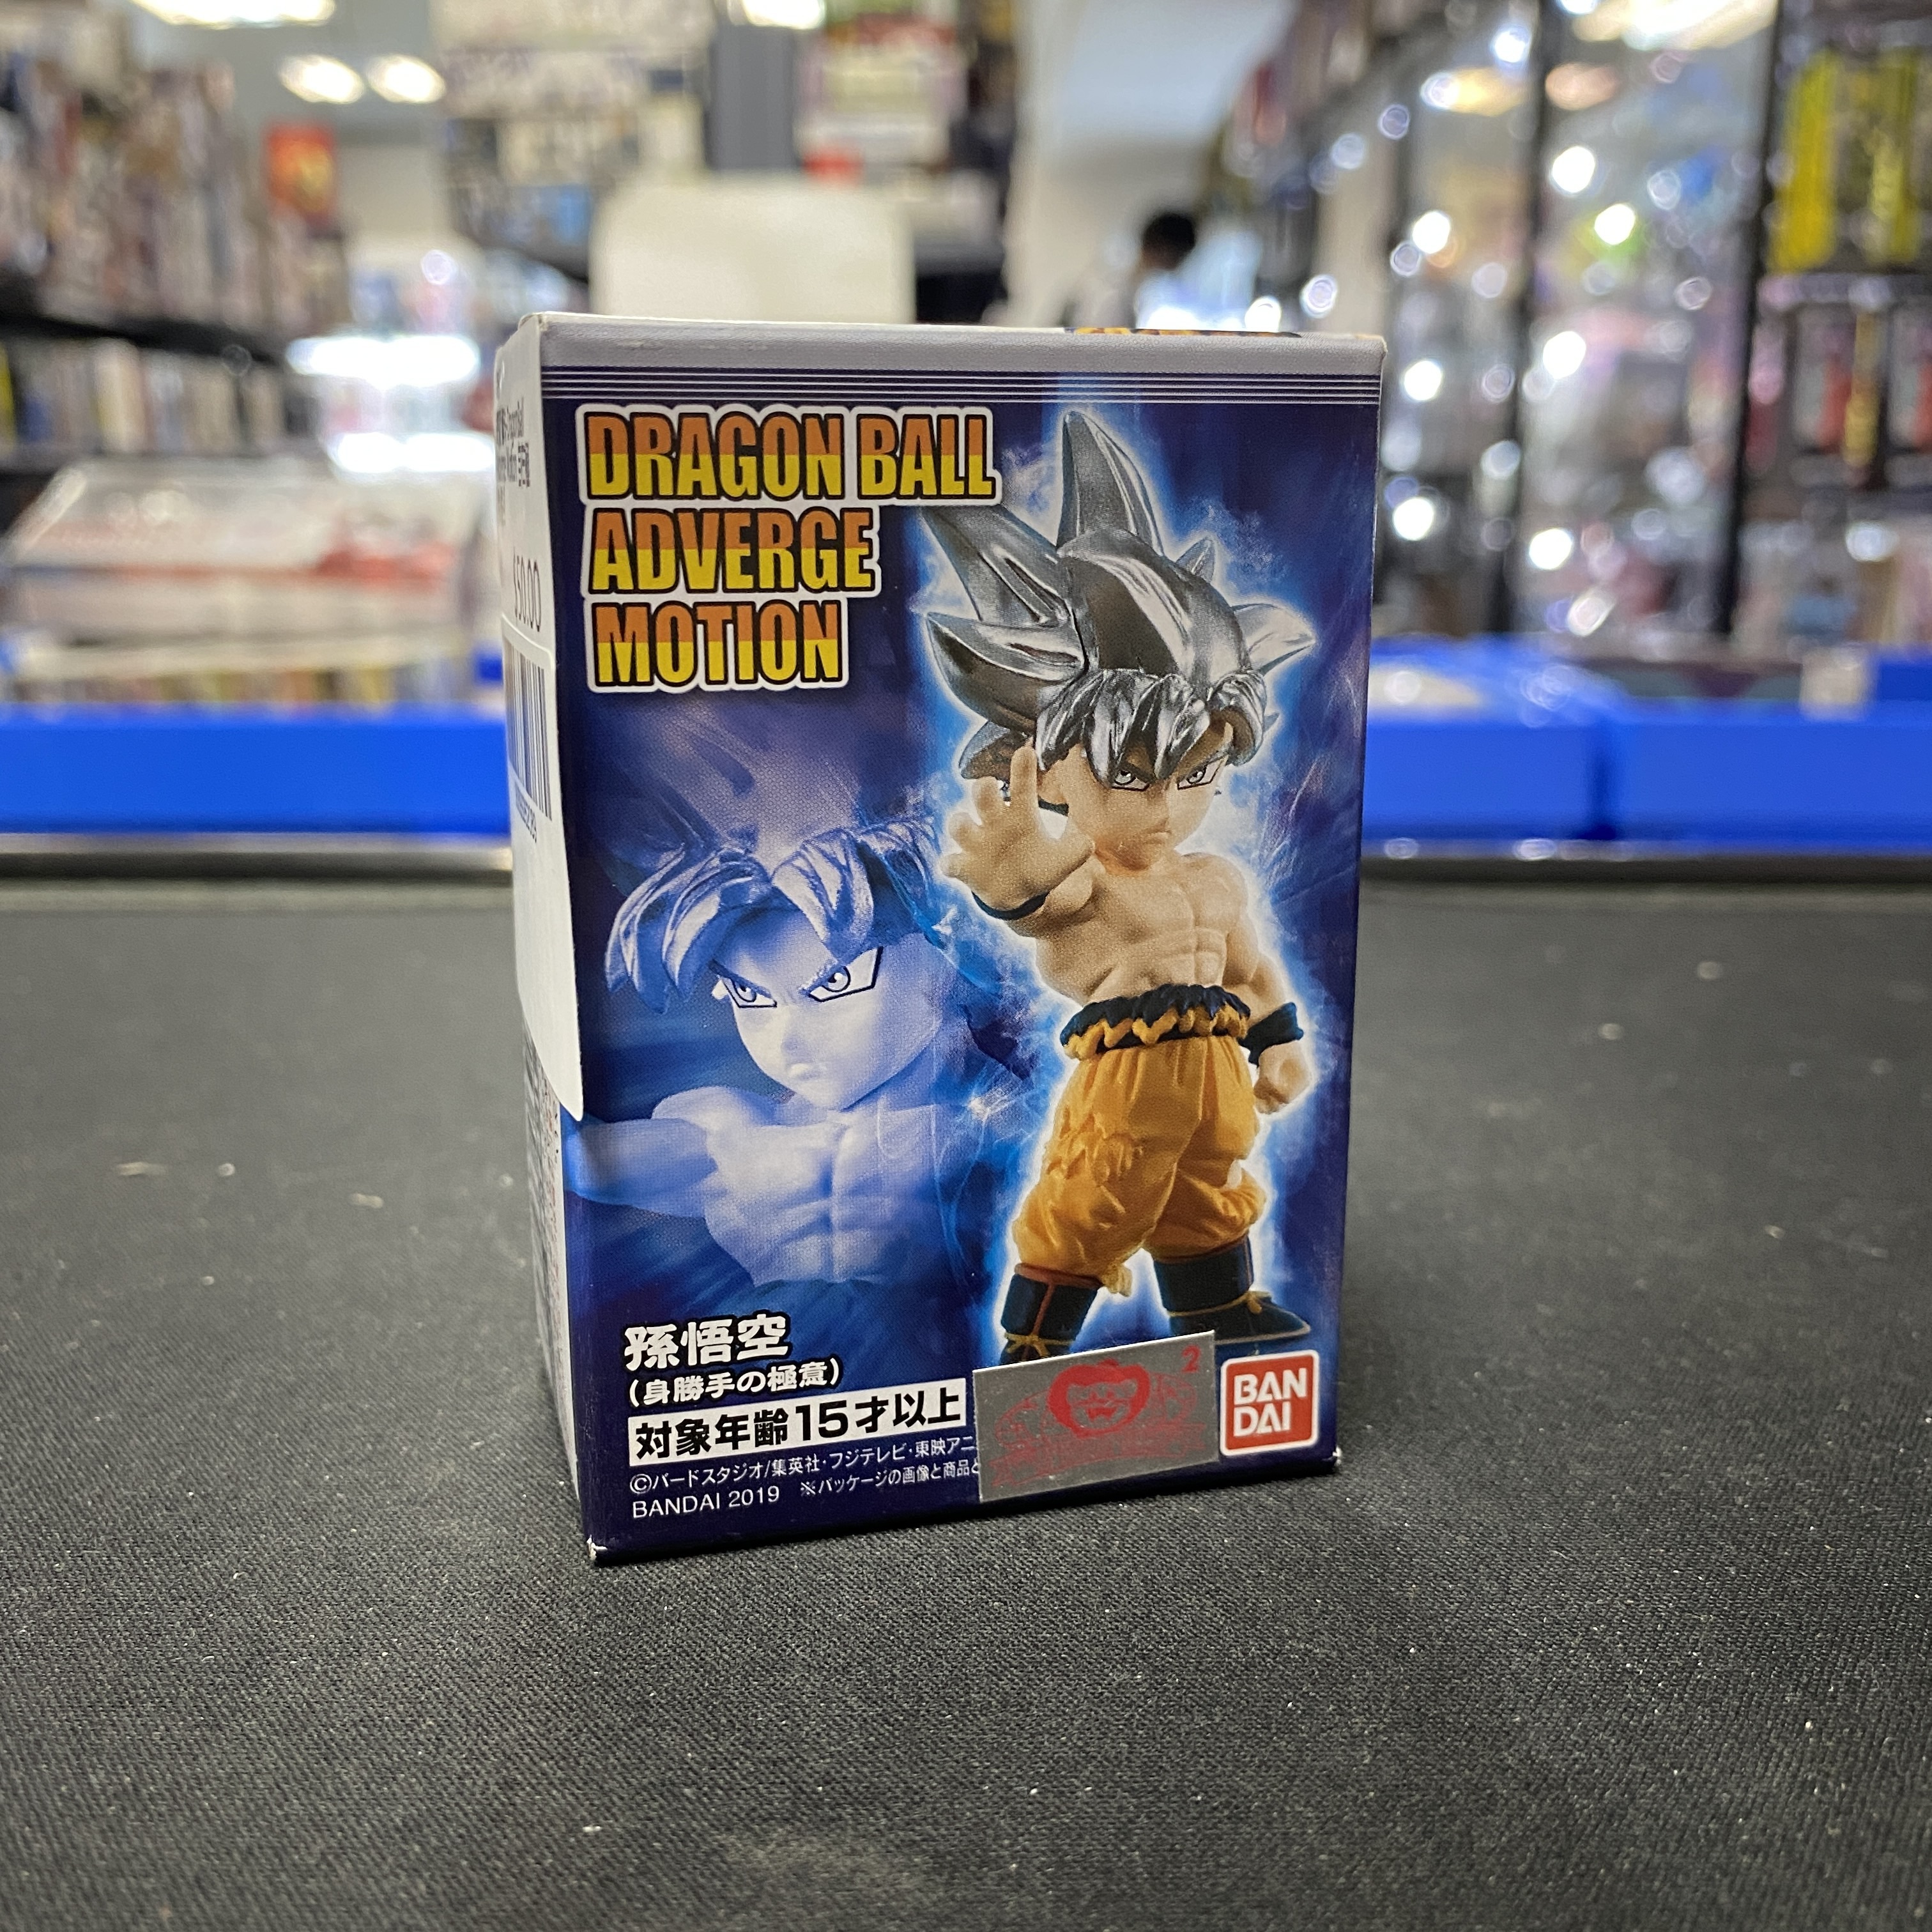 DRAGON BALL
ADVERGE
MOTION
$50.00
孫悟空
(身勝手の極意)
対象年齢15才以上
©バードスタジオ/集英社・フジテレビ・東映アニ
BANDAI 2019 ※パッケージの画像と商品と
2
BAN
DAI